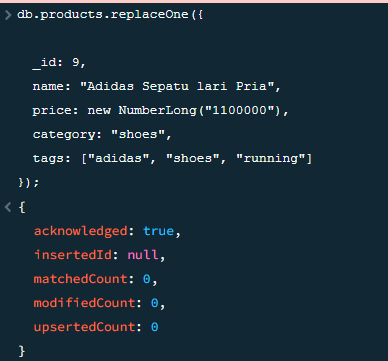 db.products.replaceOne({
_id: 9,
name: "Adidas Sepatu lari Pria",
price: new NumberLong("1100000"),
category: "shoes",
tags: ["adidas", "shoes", "running"]
});
{
acknowledged: true,
insertedId: null,
matchedCount: 0,
modifiedCount: 0,
upsertedCount: 0
}